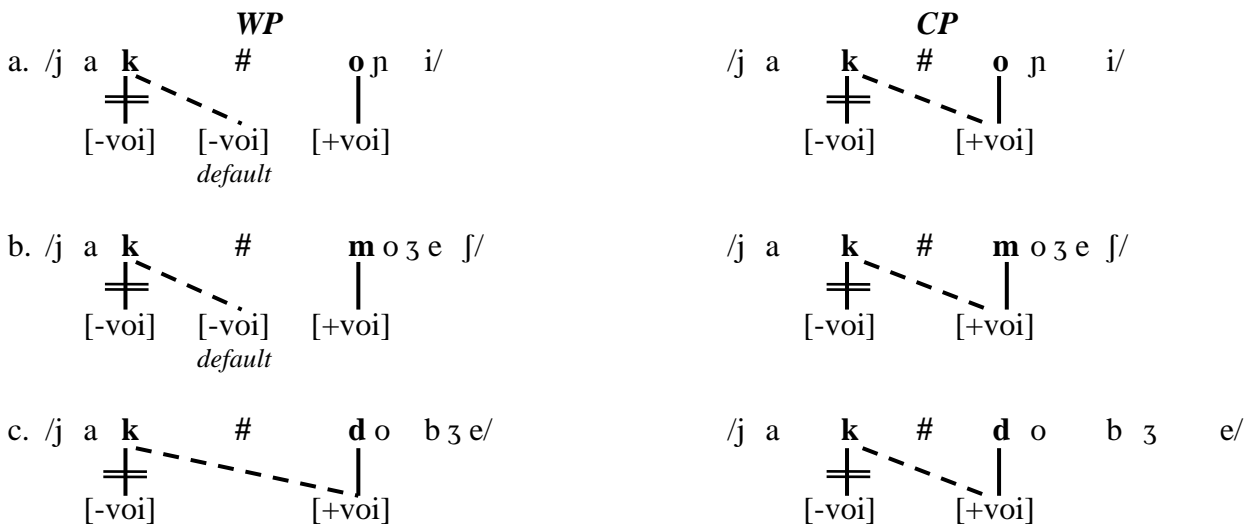 WP CP
a. /j a k # o ɲ i/ /j a k # o ɲ i/
[-voi] [-voi] [+voi] [-voi] [+voi]
default
b. /j a k # m o ʒ e ʃ/ /j a k # m o ʒ e ʃ/
[-voi] [-voi] [+voi] [-voi] [+voi]
default
c. /j a k # d o b ʒ e/ /j a k # d o b ʒ e/
[-voi] [+voi] [-voi] [+voi]